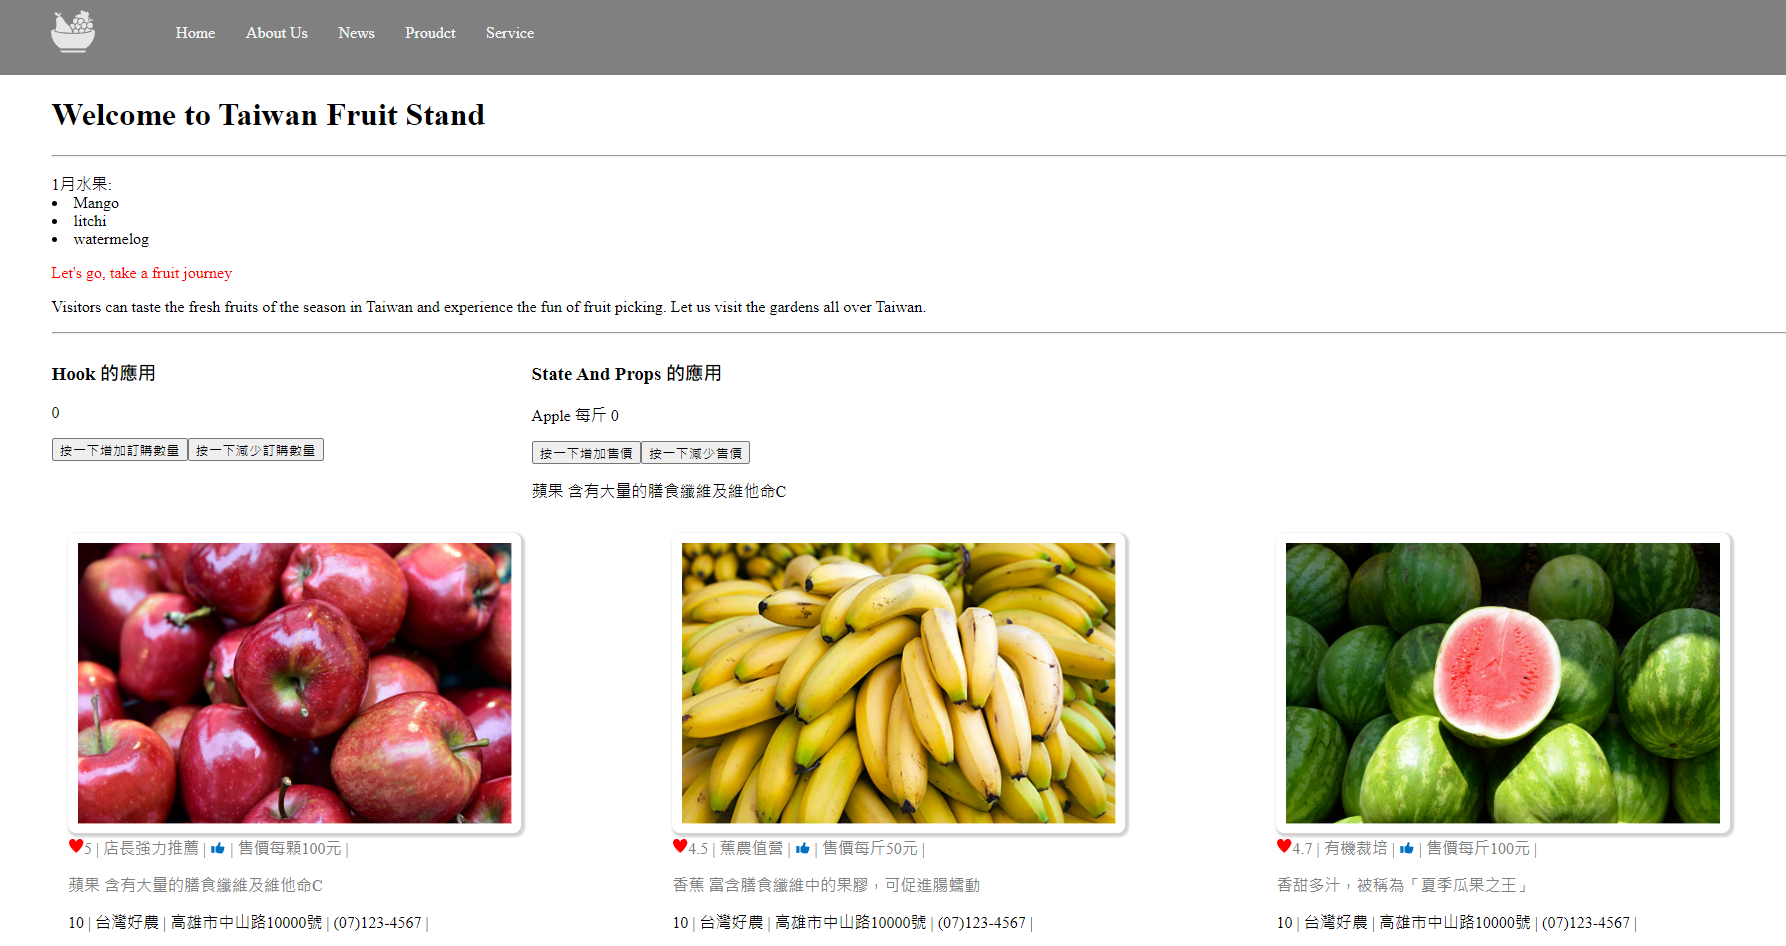 Home About Us News Proudct Service
Welcome to Taiwan Fruit Stand
1月水果:
Mango
litchi
watermelog
Let's go, take a fruit journey
Visitors can taste the fresh fruits of the season in Taiwan and experience the fun of fruit picking. Let us visit the gardens all over Taiwan.
Hook 的應用
0
按一下增加訂購數量 按一下減少訂購數量
State And Props 的應用
Apple 每斤 0
按一下增加售價 按一下減少售價
蘋果 含有大量的膳食纖維及維他命C
5 | 店長強力推薦 | | 售價每顆100元 |
蘋果 含有大量的膳食纖維及維他命C
10 | 台灣好農 | 高雄市中山路10000號 | (07)123-4567 |
4.5 | 蕉農值營 | | 售價每斤50元 |
香蕉 富含膳食纖維中的果膠，可促進腸蠕動
10 | 台灣好農 | 高雄市中山路10000號 | (07)123-4567 |
4.7 | 有機裁培 | | 售價每斤100元 |
香甜多汁，被稱為「夏季瓜果之王」
10 | 台灣好農 | 高雄市中山路10000號 | (07)123-4567 |